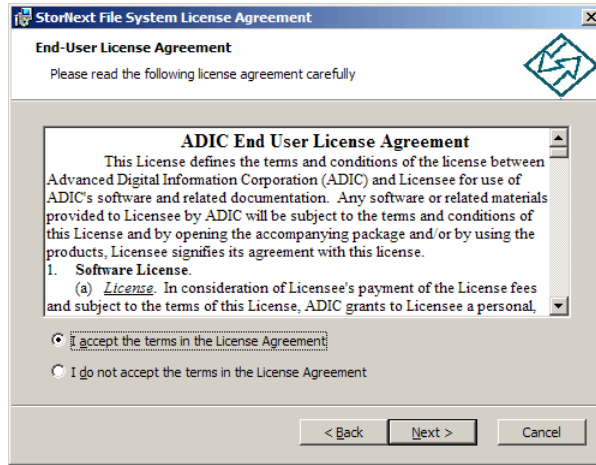 StorNext File System License Agreement
End-User License Agreement
Please read the following license agreement carefully
ADIC End User License Agreement
This License defines the terms and conditions of the license between
Advanced Digital Information Corporation (ADIC) and Licensee for use of
ADIC's software and related documentation. Any software or related materials
provided to Licensee by ADIC will be subject to the terms and conditions of
this License and by opening the accompanying package and/or by using the
products, Licensee signifies its agreement with this license.
1. Software License.
(a) License. In consideration of Licensee's payment of the License fees
and subject to the terms of this License, ADIC grants to Licensee a personal,
I accept the terms in the License Agreement
I do not accept the terms in the License Agreement
< Back Next > Cancel